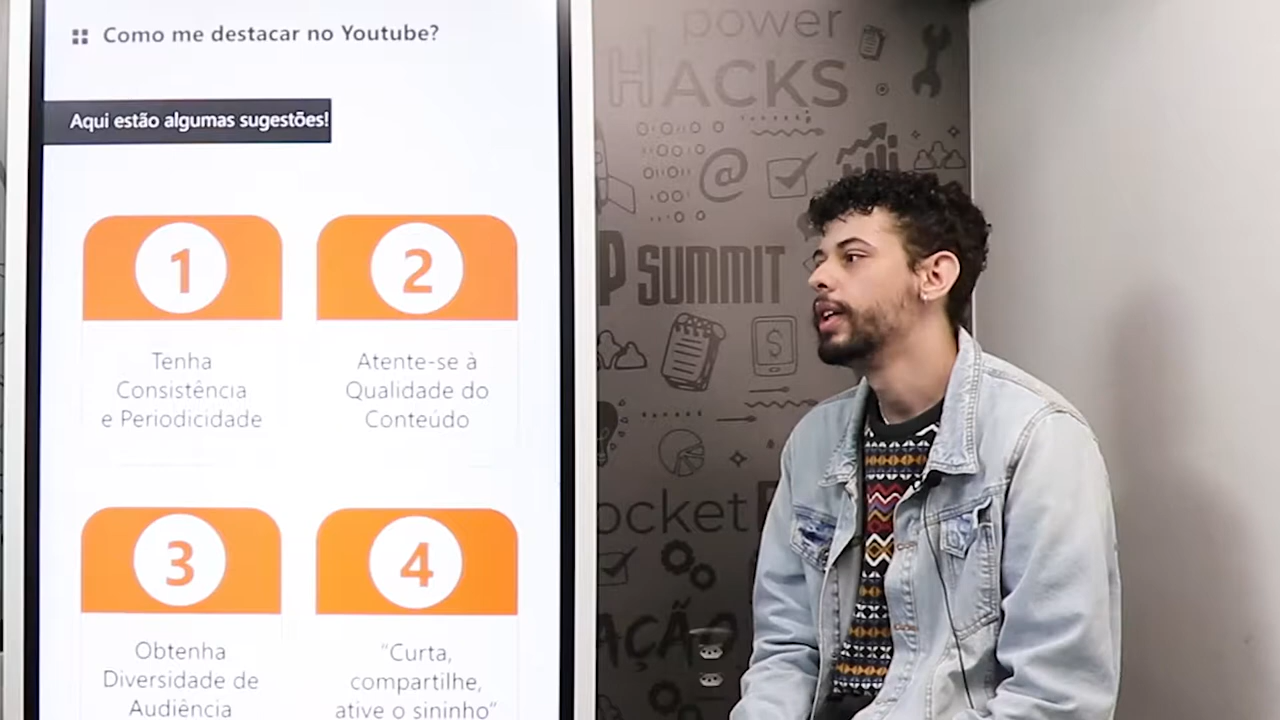 Como me destacar no Youtube?
Aqui estão algumas sugestões!
1
2
Tenha
Consistência
e Periodicidade
Atente-se à
Qualidade do
Conteúdo
3
4
Obtenha
Diversidade de
Audiência
“Curta,
compartilhe,
ative o sininho”
power
HACKS
@
P SUMMIT
$
ocket
AÇÃO